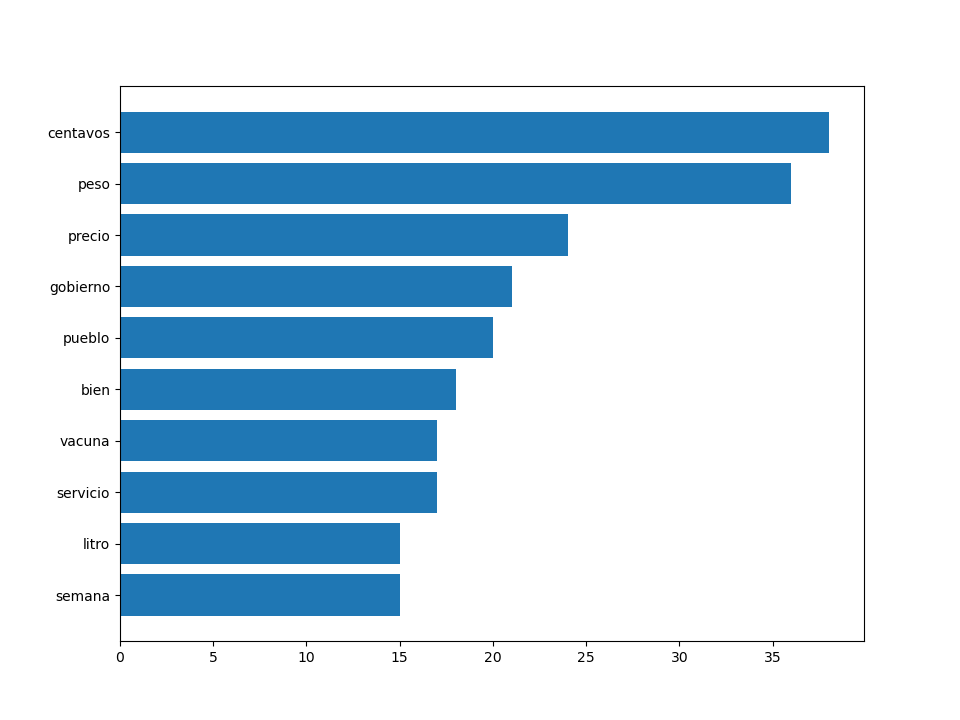 centavos
peso
precio
gobierno
pueblo
bien
vacuna
servicio
litro
semana
0 5 10 15 20 25 30 35